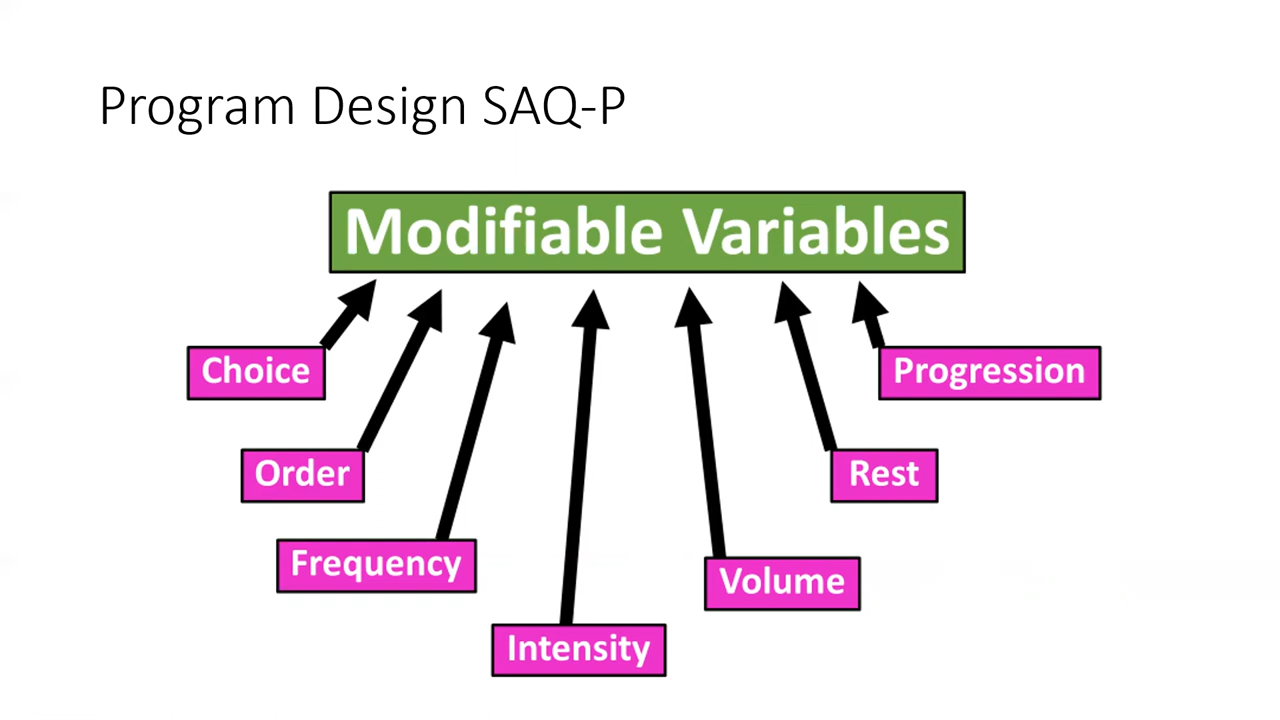 Program Design SAQ-P
Modifiable Variables
Choice
Progression
Order
Rest
Frequency
Volume
Intensity